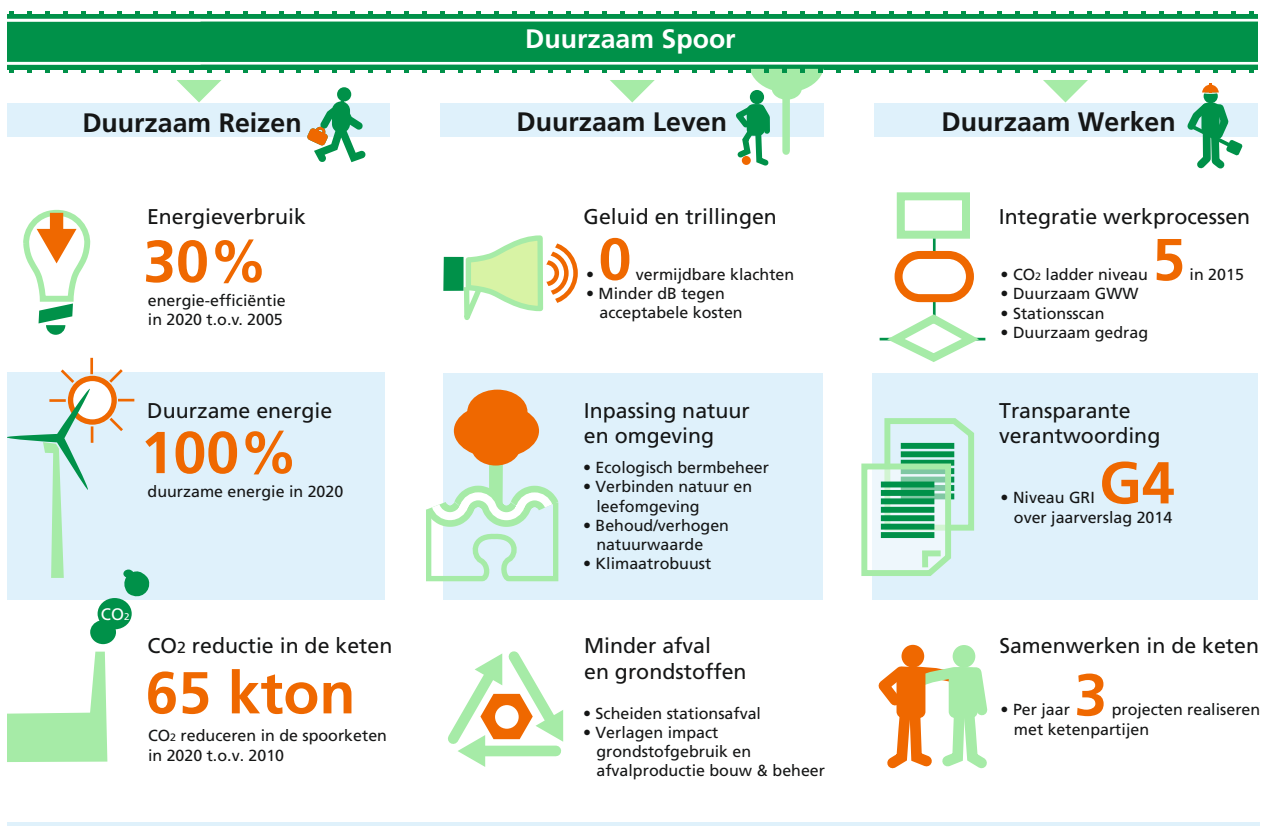 Duurzaam Spoor
Duurzaam Reizen
Energieverbruik
30%
energie-efficiëntie
in 2020 t.o.v. 2005
Duurzame energie
100%
duurzame energie in 2020
CO2
CO2 reductie in de keten
65 kton
CO2 reduceren in de spoorketen
in 2020 t.o.v. 2010
Duurzaam Leven
Geluid en trillingen
• 0 vermijdbare klachten
• Minder dB tegen
acceptabele kosten
Inpassing natuur
en omgeving
• Ecologisch bermbeheer
• Verbinden natuur en
leefomgeving
• Behoud/verhogen
natuurwaarde
• Klimaatrobuust
Minder afval
en grondstoffen
• Scheiden stationsafval
• Verlagen impact
grondstofgebruik en
afvalproductie bouw & beheer
Duurzaam Werken
Integratie werkprocessen
• CO2 ladder niveau 5 in 2015
• Duurzaam GWW
• Stationsscan
• Duurzaam gedrag
Transparante
verantwoording
• Niveau GRI G4
over jaarverslag 2014
Samenwerken in de keten
• Per jaar 3 projecten realiseren
met ketenpartijen